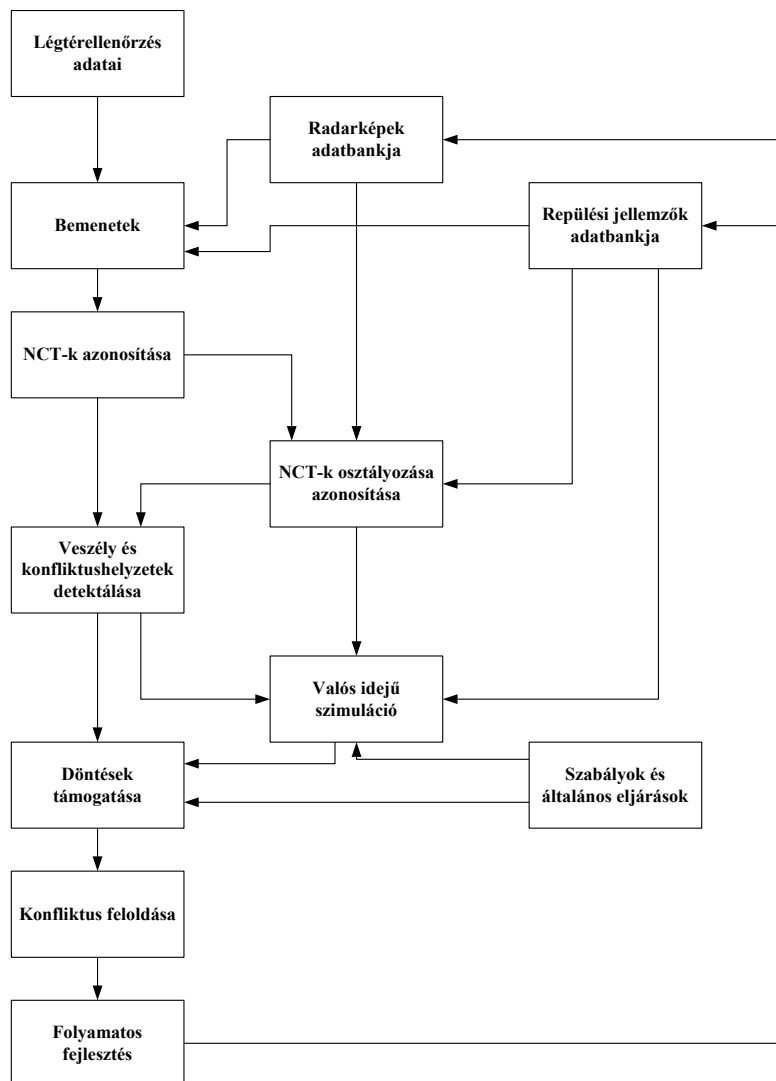 Légtérellenőrzés
adatai
Radarképek
adatbankja
Bemenetek
Repülési jellemzők
adatbankja
NCT-k azonosítása
NCT-k osztályozása
azonosítása
Veszély és
konfliktushelyzetek
detektálása
Valós idejű
szimuláció
Döntések
támogatása
Szabályok és
általános eljárások
Konfliktus feloldása
Folyamatos
fejlesztés